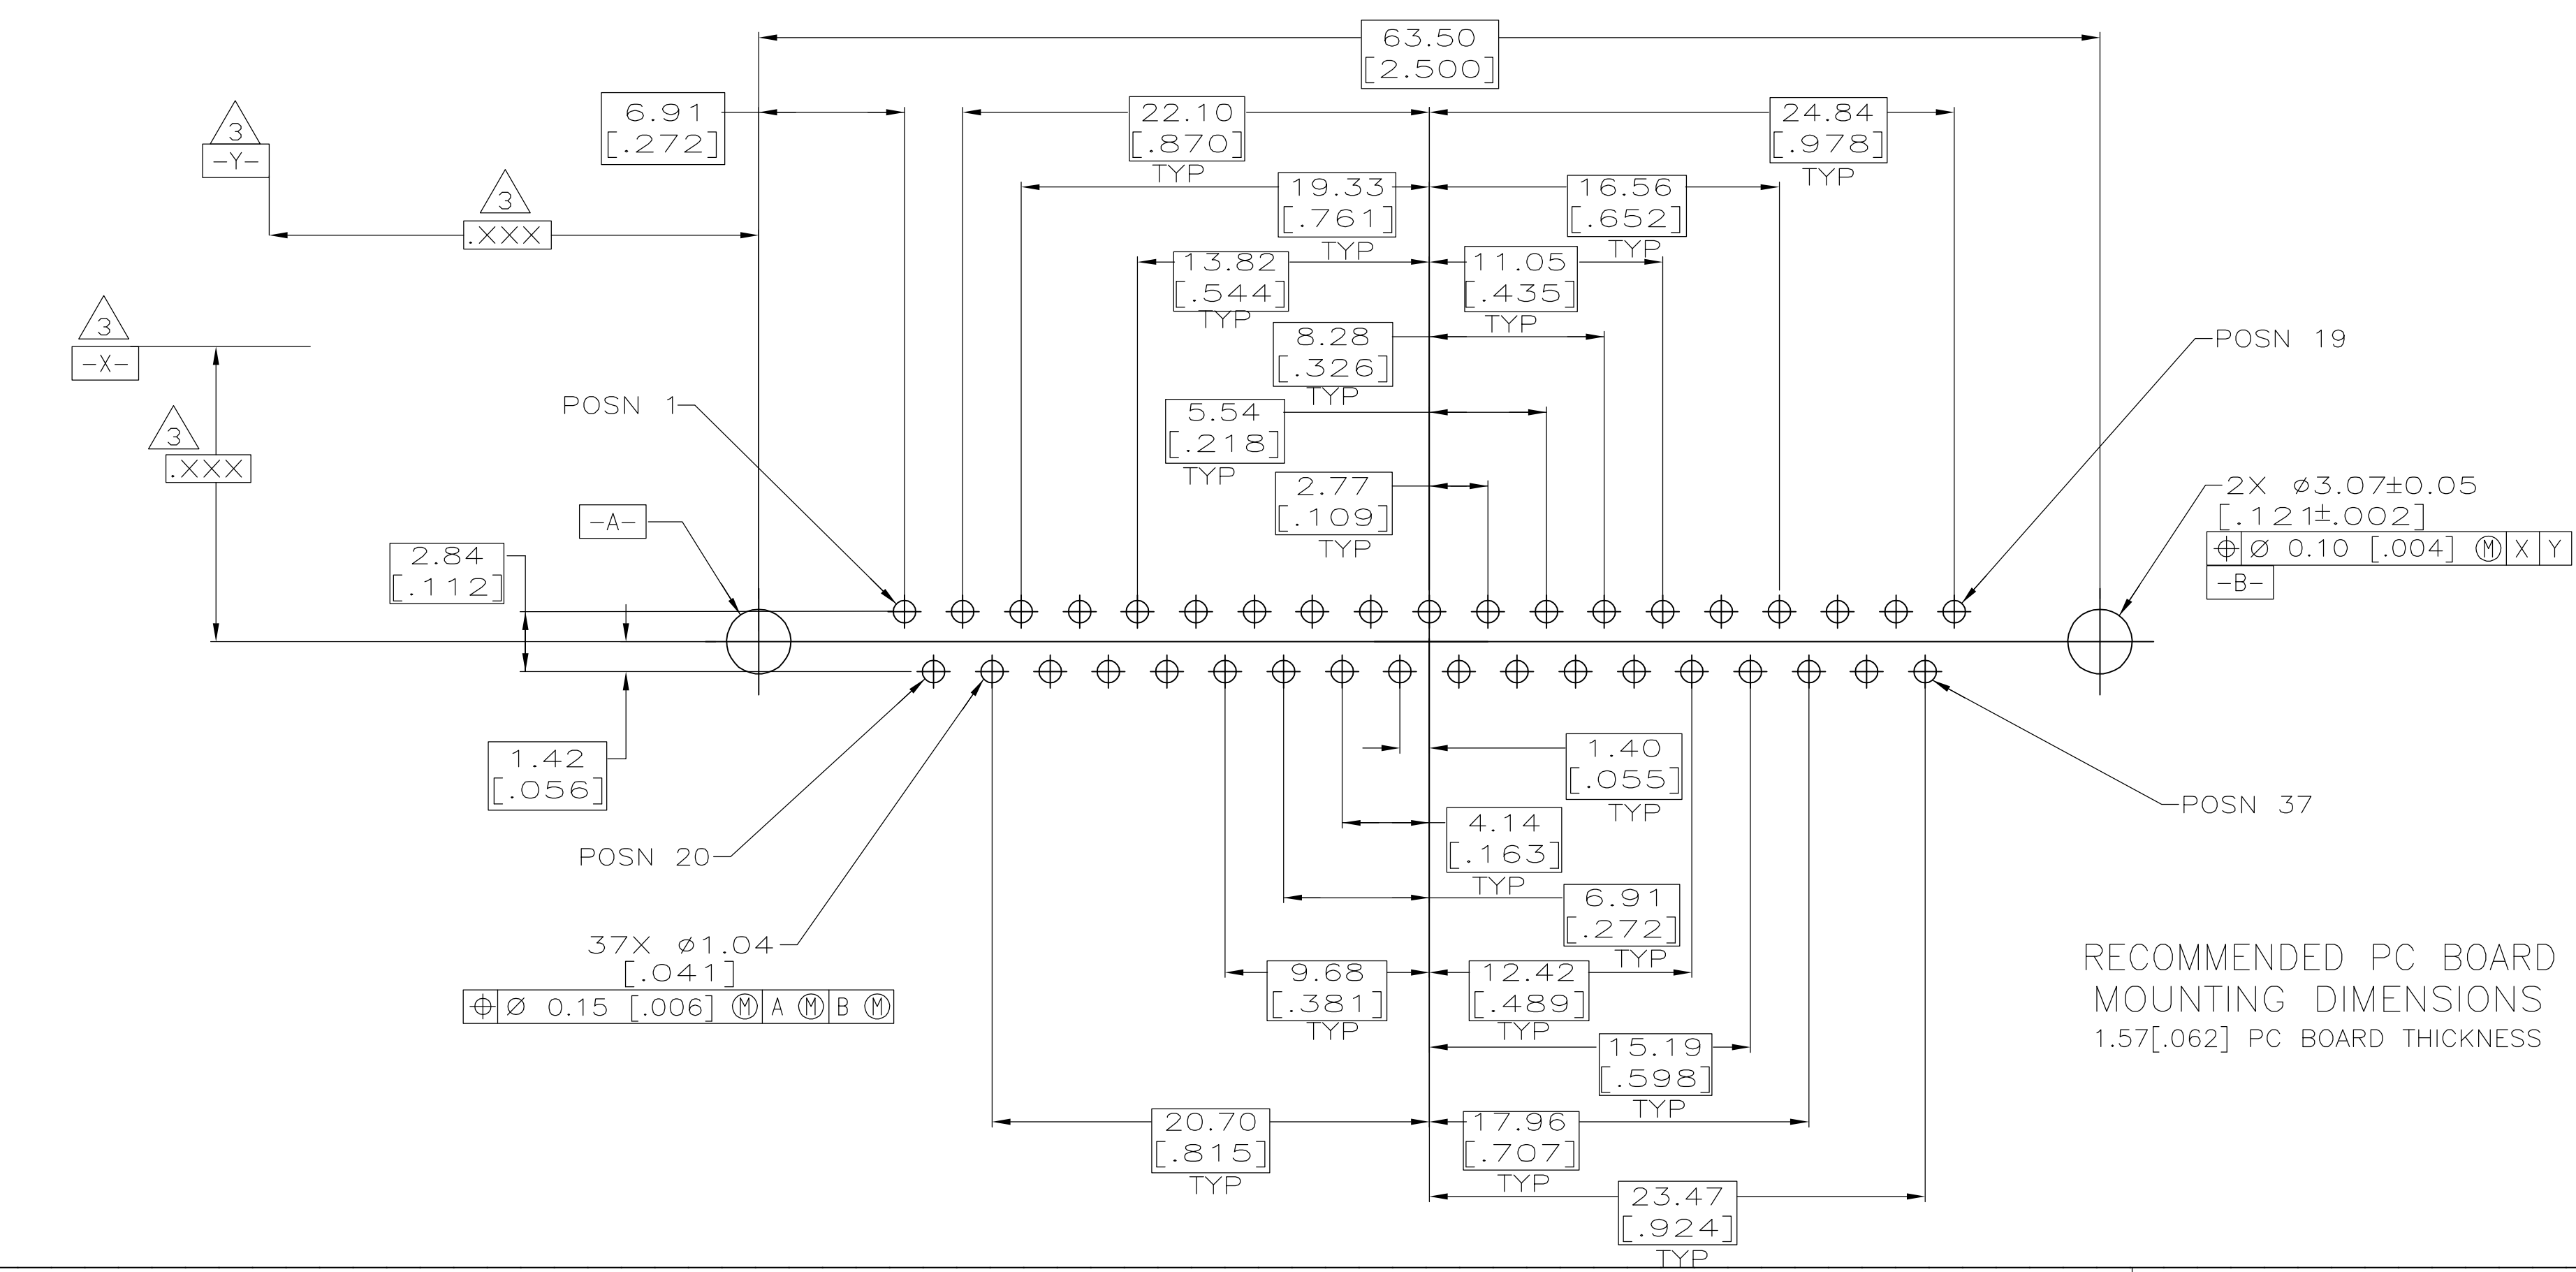 63.50
[2.500]
6.91
[.272]
22.10
[.870]
TYP
24.84
[.978]
TYP
3
-Y-
3
.XXX
19.33
[.761]
TYP
16.56
[.652]
TYP
13.82
[.544]
TYP
11.05
[.435]
TYP
3
-X-
8.28
[.326]
TYP
POSN 19
POSN 1
3
.XXX
5.54
[.218]
TYP
2.77
[.109]
TYP
-A-
2X ⌀3.07±0.05
[.121±.002]
⌖ ⌀ 0.10 [.004] Ⓜ X Y
-B-
2.84
[.112]
1.42
[.056]
1.40
[.055]
TYP
POSN 37
4.14
[.163]
TYP
POSN 20
6.91
[.272]
TYP
37X ⌀1.04
[.041]
⌖ ⌀ 0.15 [.006] Ⓜ A Ⓜ B Ⓜ
9.68
[.381]
TYP
12.42
[.489]
TYP
RECOMMENDED PC BOARD
MOUNTING DIMENSIONS
1.57[.062] PC BOARD THICKNESS
15.19
[.598]
TYP
20.70
[.815]
TYP
17.96
[.707]
TYP
23.47
[.924]
TYP